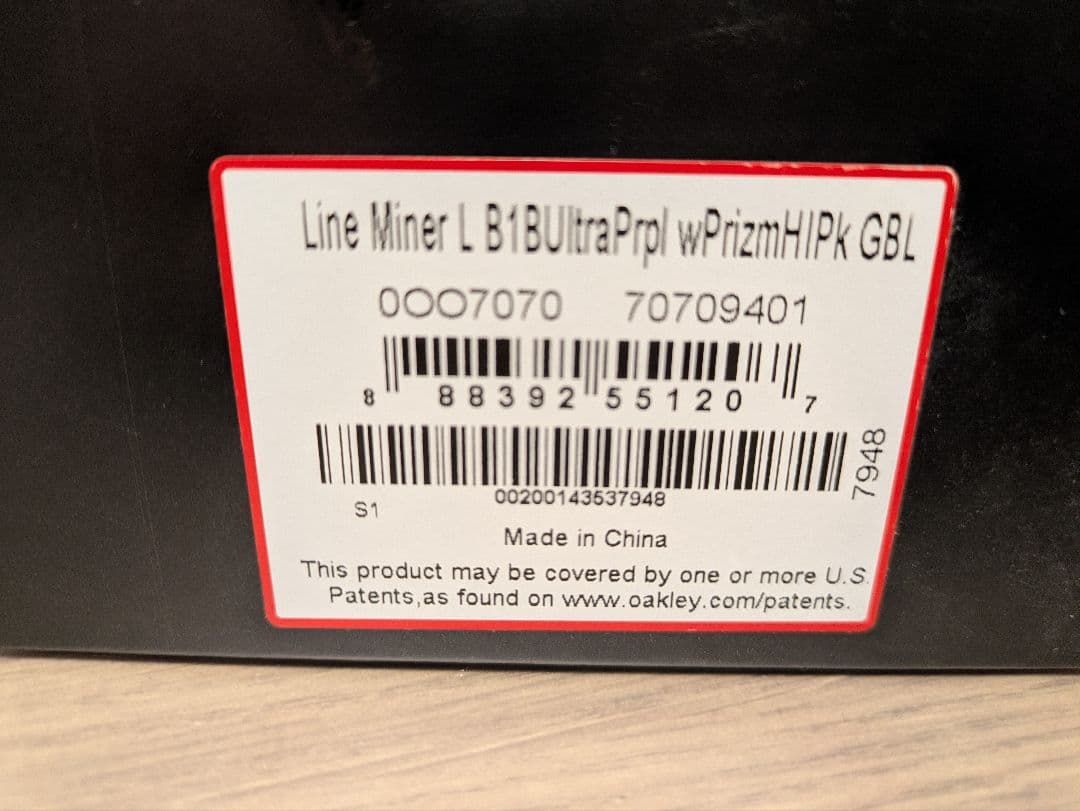 Line Miner L B1BUltraPrpl wPrizmHIPk GBL
0OO7070 70709401
8 88392 55120 7
7948
00200143537948
S1
Made in China
This product may be covered by one or more U.S.
Patents,as found on www.oakley.com/patents.